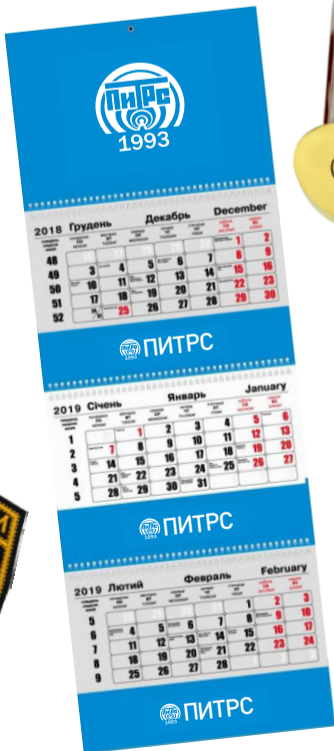 ПиТРС
1993
2018 Грудень Декабрь December
48 1 2
49 3 4 5 6 7 8 9
50 10 11 12 13 14 15 16
51 17 18 19 20 21 22 23
52 24/31 25 26 27 28 29 30
ПИТРС
2019 Січень Январь January
1 1 2 3 4 5 6
2 7 8 9 10 11 12 13
3 14 15 16 17 18 19 20
4 21 22 23 24 25 26 27
5 28 29 30 31
ПИТРС
2019 Лютий Февраль February
5 1 2 3
6 4 5 6 7 8 9 10
7 11 12 13 14 15 16 17
8 18 19 20 21 22 23 24
9 25 26 27 28
ПИТРС
И